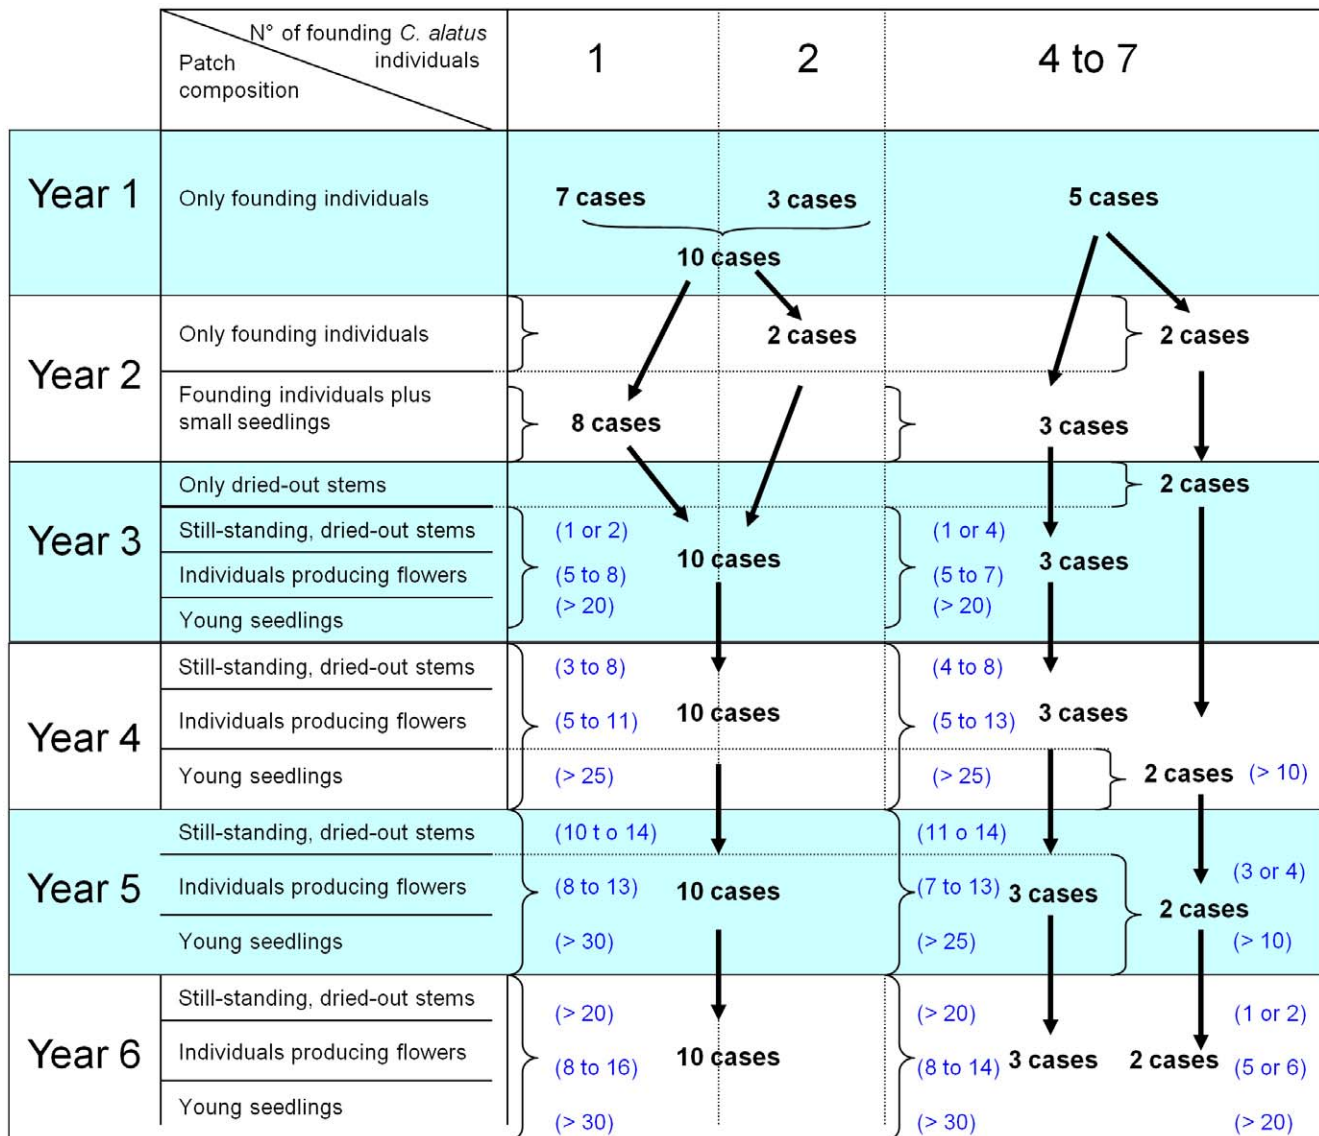 N° of founding C. alatus
individuals
Patch
composition
1
2
4 to 7
Year 1
Only founding individuals
7 cases
3 cases
5 cases
10 cases
Year 2
Only founding individuals
2 cases
2 cases
Founding individuals plus
small seedlings
8 cases
3 cases
Year 3
Only dried-out stems
2 cases
Still-standing, dried-out stems
(1 or 2)
(1 or 4)
10 cases
3 cases
Individuals producing flowers
(5 to 8)
(5 to 7)
Young seedlings
(> 20)
(> 20)
Year 4
Still-standing, dried-out stems
(3 to 8)
(4 to 8)
Individuals producing flowers
(5 to 11)
10 cases
(5 to 13)
3 cases
Young seedlings
(> 25)
(> 25)
2 cases
(> 10)
Year 5
Still-standing, dried-out stems
(10 t o 14)
(11 o 14)
Individuals producing flowers
(8 to 13)
10 cases
(7 to 13)
3 cases
2 cases
(3 or 4)
Young seedlings
(> 30)
(> 25)
(> 10)
Year 6
Still-standing, dried-out stems
(> 20)
(> 20)
(1 or 2)
Individuals producing flowers
(8 to 16)
10 cases
(8 to 14)
3 cases
2 cases
(5 or 6)
Young seedlings
(> 30)
(> 30)
(> 20)